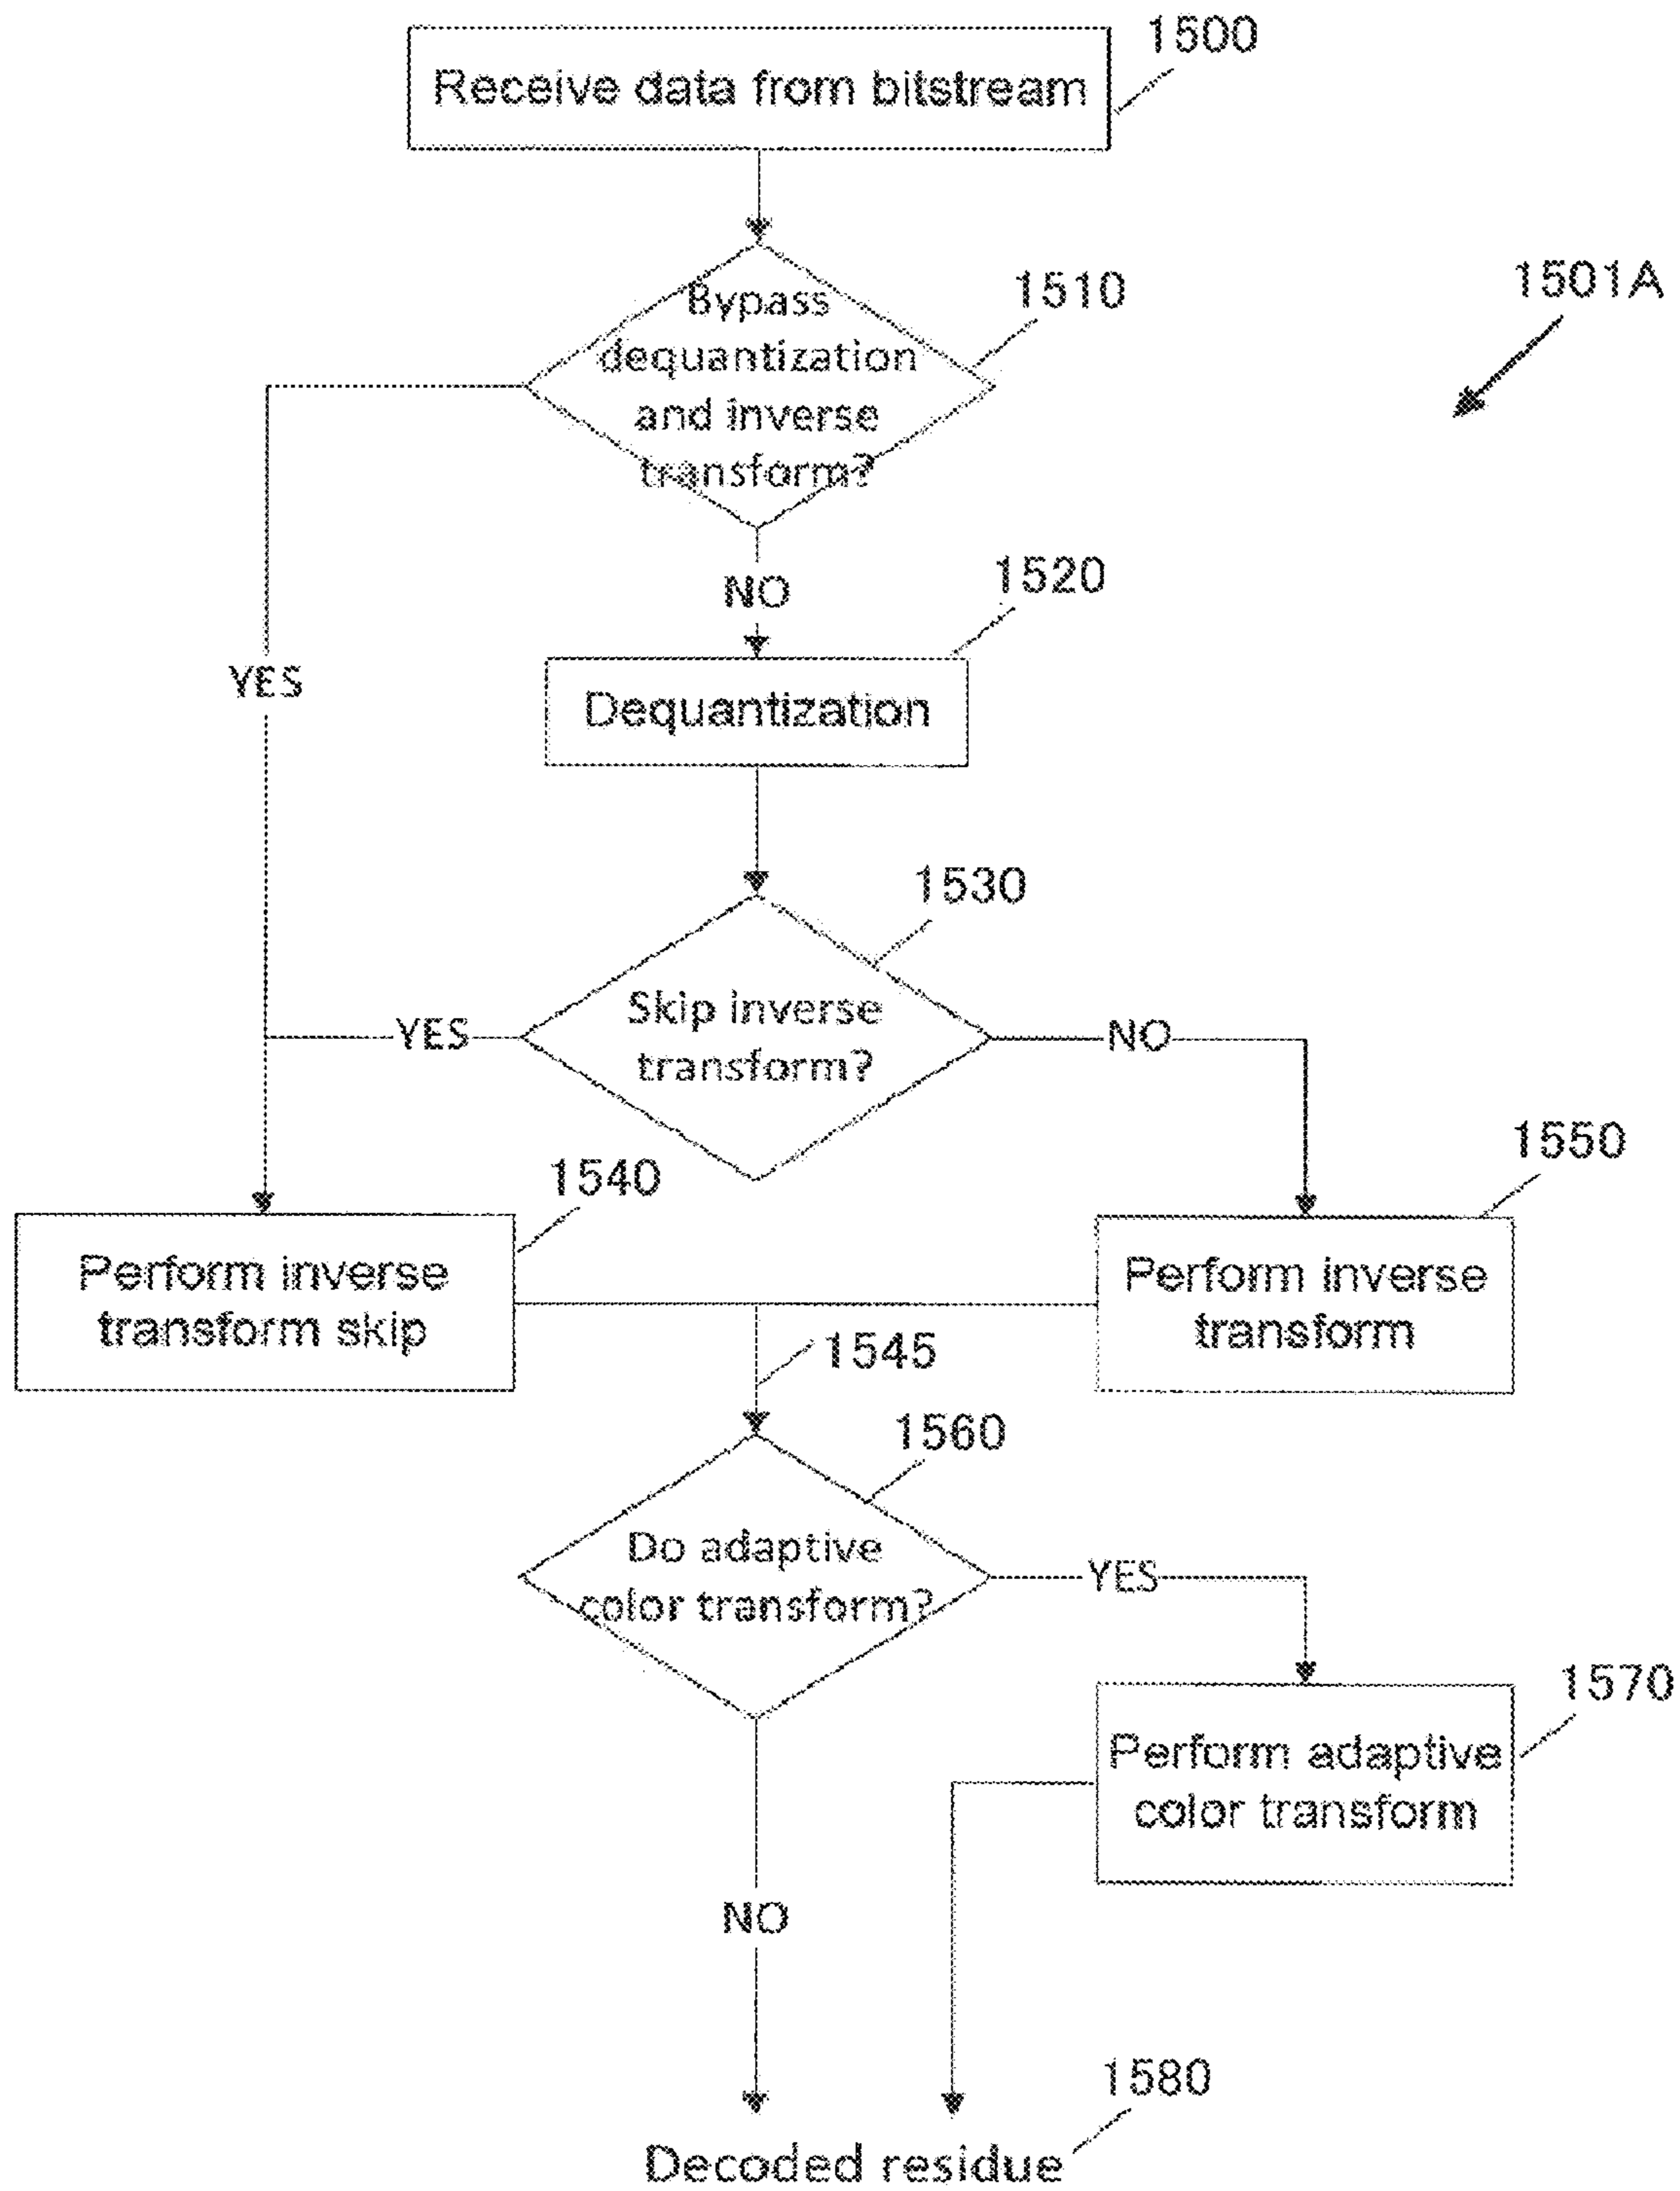 1500
Receive data from bitstream
1501A
1510
Bypass
dequantization
and inverse
transform?
NO
1520
YES
Dequantization
1530
Skip inverse
transform?
YES
NO
1550
1540
Perform inverse
transform skip
Perform inverse
transform
1545
1560
Do adaptive
color transform?
YES
1570
Perform adaptive
color transform
NO
1580
Decoded residue